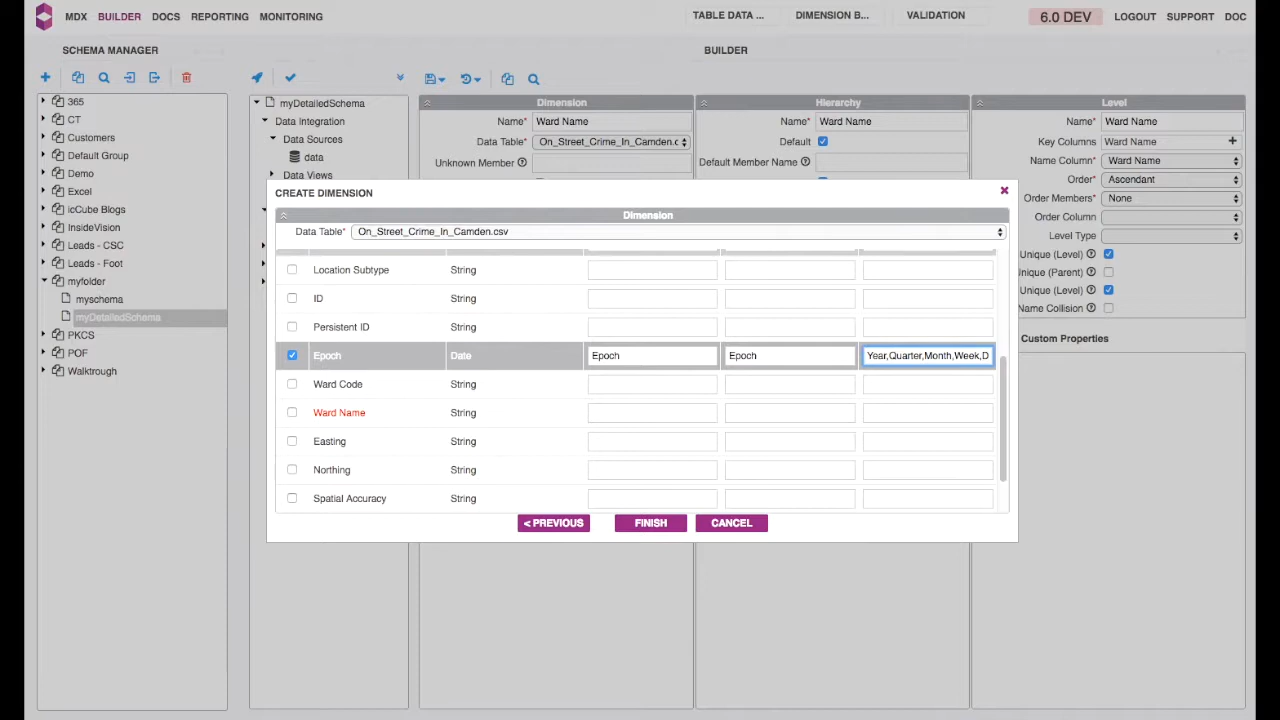 MDX BUILDER DOCS REPORTING MONITORING
TABLE DATA ... DIMENSION B... VALIDATION
6.0 DEV LOGOUT SUPPORT DOC
SCHEMA MANAGER
BUILDER
365
CT
Customers
Default Group
Demo
Excel
icCube Blogs
InsideVision
Leads - CSC
Leads - Foot
myfolder
myschema
myDetailedSchema
PKCS
POF
Walktrough
myDetailedSchema
Data Integration
Data Sources
data
Data Views
Dimension
Name* Ward Name
Data Table* On_Street_Crime_In_Camden.c
Unknown Member
Hierarchy
Name* Ward Name
Default
Default Member Name
Level
Name* Ward Name
Key Columns Ward Name
Name Column* Ward Name
Order* Ascendant
Order Members* None
Order Column
Level Type
Unique (Level)
Unique (Parent)
Unique (Level)
Name Collision
Custom Properties
CREATE DIMENSION
Dimension
Data Table* On_Street_Crime_In_Camden.csv
Location Subtype String
ID String
Persistent ID String
Epoch Date Epoch Epoch Year,Quarter,Month,Week,D
Ward Code String
Ward Name String
Easting String
Northing String
Spatial Accuracy String
< PREVIOUS FINISH CANCEL